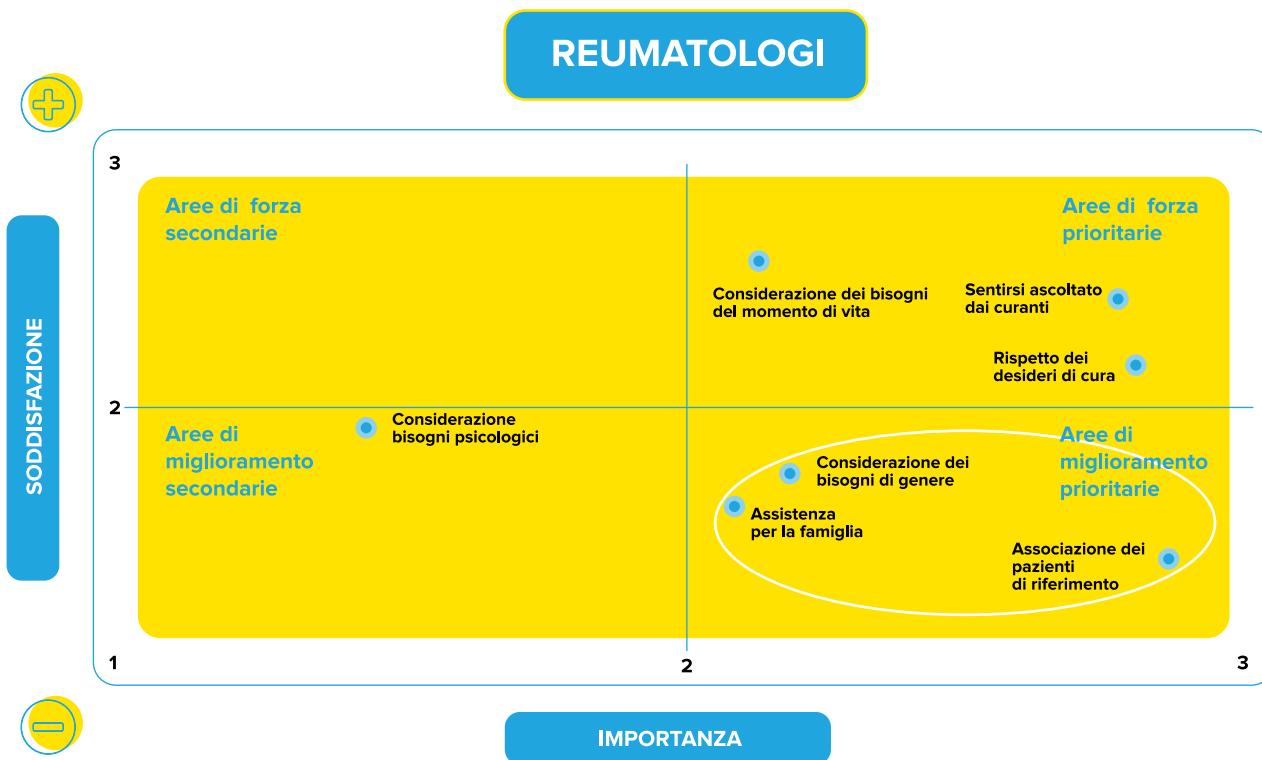 REUMATOLOGI
3
Aree di forza
secondarie
Aree di forza
prioritarie
Considerazione dei bisogni
del momento di vita
Sentirsi ascoltato
dai curanti
Rispetto dei
desideri di cura
SODDISFAZIONE
2
Considerazione
bisogni psicologici
Aree di
miglioramento
secondarie
Aree di
miglioramento
prioritarie
Considerazione dei
bisogni di genere
Assistenza
per la famiglia
Associazione dei
pazienti
di riferimento
1
2
3
IMPORTANZA